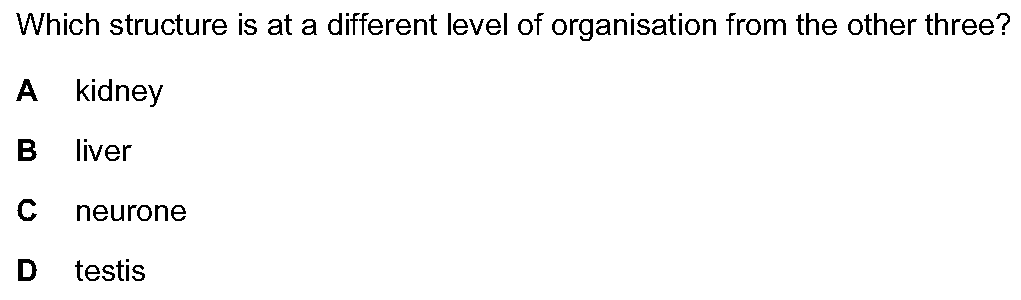 Which structure is at a different level of organisation from the other three?
A kidney
B liver
C neurone
D testis